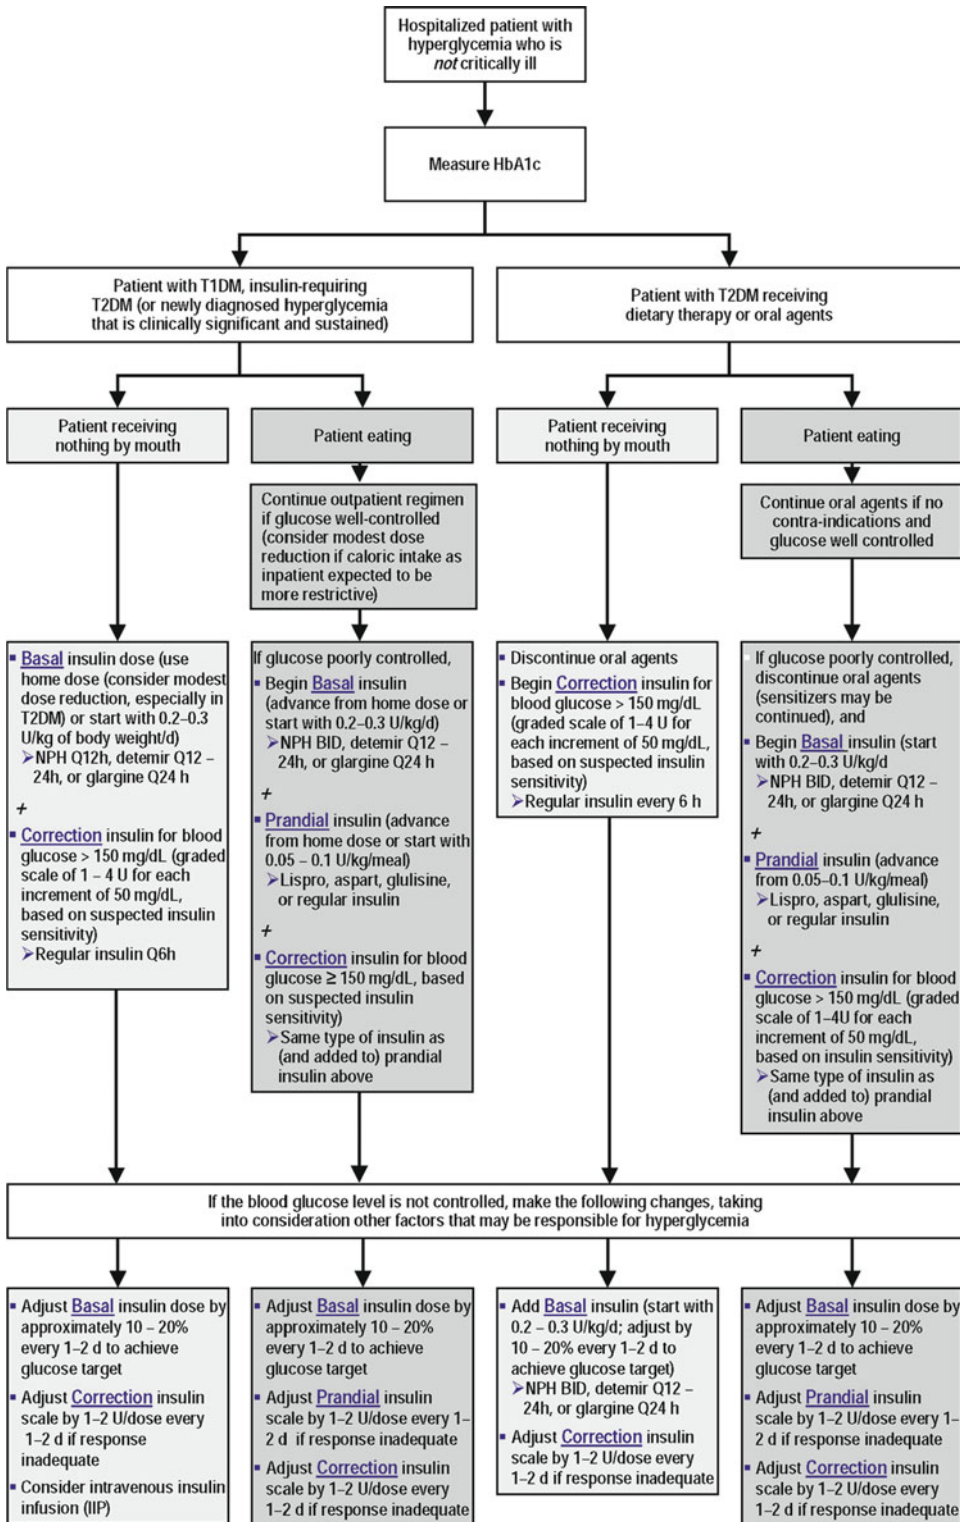 Hospitalized patient with
hyperglycemia who is
not critically ill
Measure HbA1c
Patient with T1DM, insulin-requiring
T2DM (or newly diagnosed hyperglycemia
that is clinically significant and sustained)
Patient with T2DM receiving
dietary therapy or oral agents
Patient receiving
nothing by mouth
Patient eating
Patient receiving
nothing by mouth
Patient eating
Continue outpatient regimen
if glucose well-controlled
(consider modest dose
reduction if caloric intake as
inpatient expected to be
more restrictive)
Continue oral agents if no
contra-indications and
glucose well controlled
▪ Basal insulin dose (use
home dose (consider modest
dose reduction, especially in
T2DM) or start with 0.2–0.3
U/kg of body weight/d)
➢NPH Q12h, detemir Q12 –
24h, or glargine Q24 h
+
▪ Correction insulin for blood
glucose > 150 mg/dL (graded
scale of 1 – 4 U for each
increment of 50 mg/dL,
based on suspected insulin
sensitivity)
➢Regular insulin Q6h
If glucose poorly controlled,
▪ Begin Basal insulin
(advance from home dose or
start with 0.2–0.3 U/kg/d)
➢NPH BID, detemir Q12 –
24h, or glargine Q24 h
+
▪ Prandial insulin (advance
from home dose or start with
0.05 – 0.1 U/kg/meal)
➢Lispro, aspart, glulisine,
or regular insulin
+
▪ Correction insulin for blood
glucose ≥ 150 mg/dL, based
on suspected insulin
sensitivity)
➢Same type of insulin as
(and added to) prandial
insulin above
▪ Discontinue oral agents
▪ Begin Correction insulin for
blood glucose > 150 mg/dL
(graded scale of 1–4 U for
each increment of 50 mg/dL,
based on suspected insulin
sensitivity)
➢Regular insulin every 6 h
▪ If glucose poorly controlled,
discontinue oral agents
(sensitizers may be
continued), and
▪ Begin Basal insulin (start
with 0.2–0.3 U/kg/d
➢NPH BID, detemir Q12 –
24h, or glargine Q24 h
+
▪ Prandial insulin (advance
from 0.05–0.1 U/kg/meal)
➢Lispro, aspart, glulisine,
or regular insulin
+
▪ Correction insulin for blood
glucose > 150 mg/dL (graded
scale of 1–4U for each
increment of 50 mg/dL,
based on insulin sensitivity)
➢Same type of insulin as
(and added to) prandial
insulin above
If the blood glucose level is not controlled, make the following changes, taking
into consideration other factors that may be responsible for hyperglycemia
▪ Adjust Basal insulin dose by
approximately 10 – 20%
every 1–2 d to achieve
glucose target
▪ Adjust Correction insulin
scale by 1–2 U/dose every
1–2 d if response
inadequate
▪ Consider intravenous insulin
infusion (IIP)
▪ Adjust Basal insulin dose by
approximately 10 – 20%
every 1–2 d to achieve
glucose target
▪ Adjust Prandial insulin
scale by 1–2 U/dose every 1–
2 d if response inadequate
▪ Adjust Correction insulin
scale by 1–2 U/dose every
1–2 d if response inadequate
▪ Add Basal insulin (start with
0.2 – 0.3 U/kg/d; adjust by
10 – 20% every 1–2 d to
achieve glucose target)
➢NPH BID, detemir Q12 –
24h, or glargine Q24 h
▪ Adjust Correction insulin
scale by 1–2 U/dose every
1–2 d if response inadequate
▪ Adjust Basal insulin dose by
approximately 10 – 20%
every 1–2 d to achieve
glucose target
▪ Adjust Prandial insulin
scale by 1–2 U/dose every 1–
2 d if response inadequate
▪ Adjust Correction insulin
scale by 1–2 U/dose every
1–2 d if response inadequate